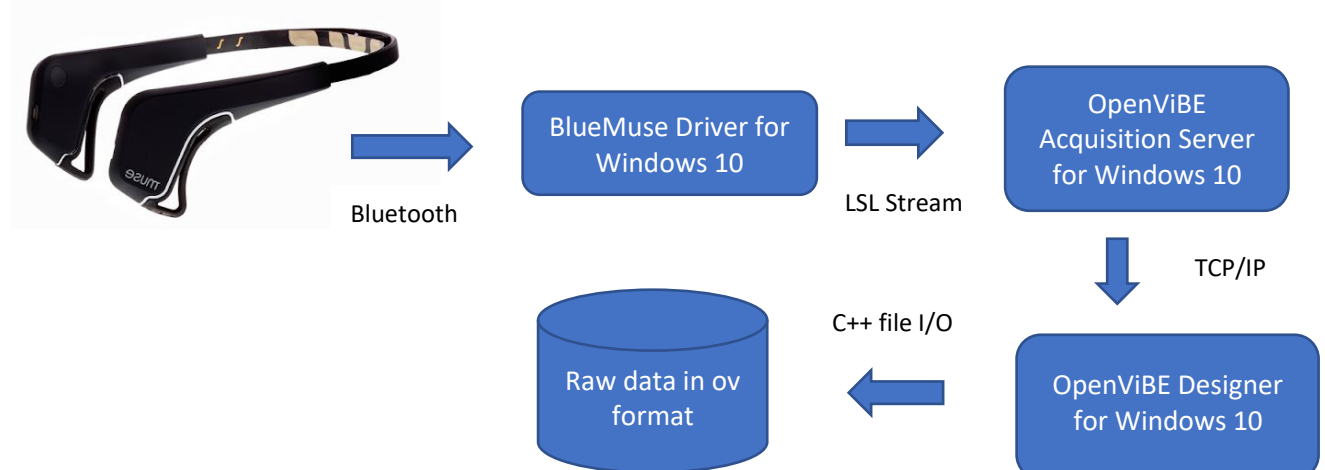 muse
Bluetooth
BlueMuse Driver for
Windows 10
LSL Stream
OpenViBE
Acquisition Server
for Windows 10
TCP/IP
OpenViBE Designer
for Windows 10
C++ file I/O
Raw data in ov
format